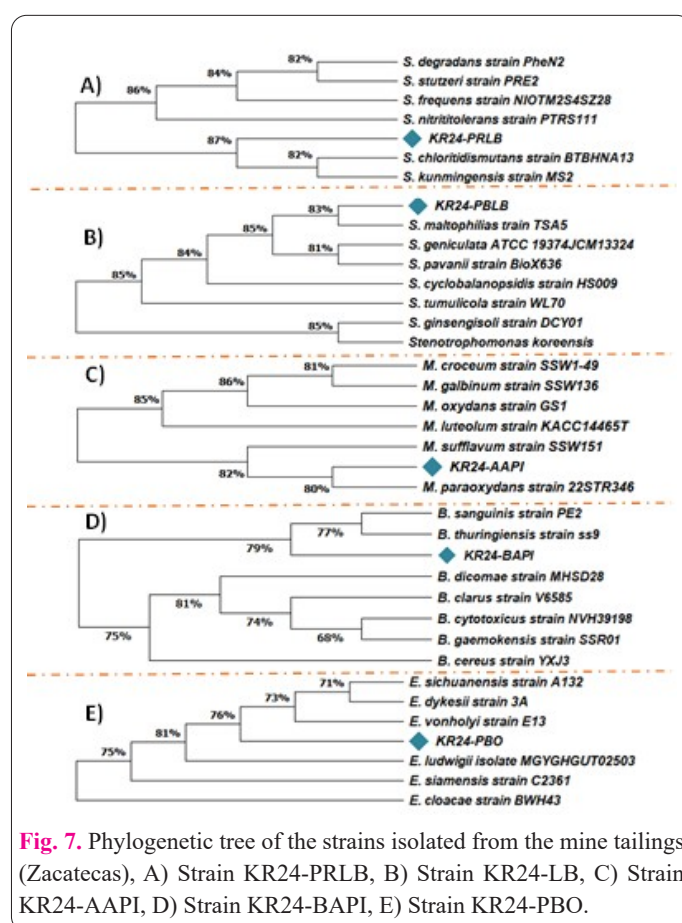 A)
82%
84%
86%
87%
82%
S. degradans strain PheN2
S. stutzeri strain PRE2
S. frequens strain NIOTM2S4SZ28
S. nitrititolerans strain PTRS111
KR24-PRLB
S. chloritidismutans strain BTBHNA13
S. kunmingensis strain MS2
B)
83%
85%
81%
84%
85%
85%
KR24-PBLB
S. maltophilias train TSA5
S. geniculata ATCC 19374JCM13324
S. pavanii strain BioX636
S. cyclobalanopsidis strain HS009
S. tumulicola strain WL70
S. ginsengisoli strain DCY01
Stenotrophomonas koreensis
C)
81%
86%
85%
82%
80%
M. croceum strain SSW1-49
M. galbinum strain SSW136
M. oxydans strain GS1
M. luteolum strain KACC14465T
M. sufflavum strain SSW151
KR24-AAPI
M. paraoxydans strain 22STR346
D)
77%
79%
81%
74%
68%
75%
B. sanguinis strain PE2
B. thuringiensis strain ss9
KR24-BAPI
B. dicomae strain MHSD28
B. clarus strain V6585
B. cytotoxicus strain NVH39198
B. gaemokensis strain SSR01
B. cereus strain YXJ3
E)
71%
73%
76%
81%
75%
E. sichuanensis strain A132
E. dykesii strain 3A
E. vonholyi strain E13
KR24-PBO
E. ludwigii isolate MGYGHGUT02503
E. siamensis strain C2361
E. cloacae strain BWH43
Fig. 7. Phylogenetic tree of the strains isolated from the mine tailings
(Zacatecas), A) Strain KR24-PRLB, B) Strain KR24-LB, C) Strain
KR24-AAPI, D) Strain KR24-BAPI, E) Strain KR24-PBO.